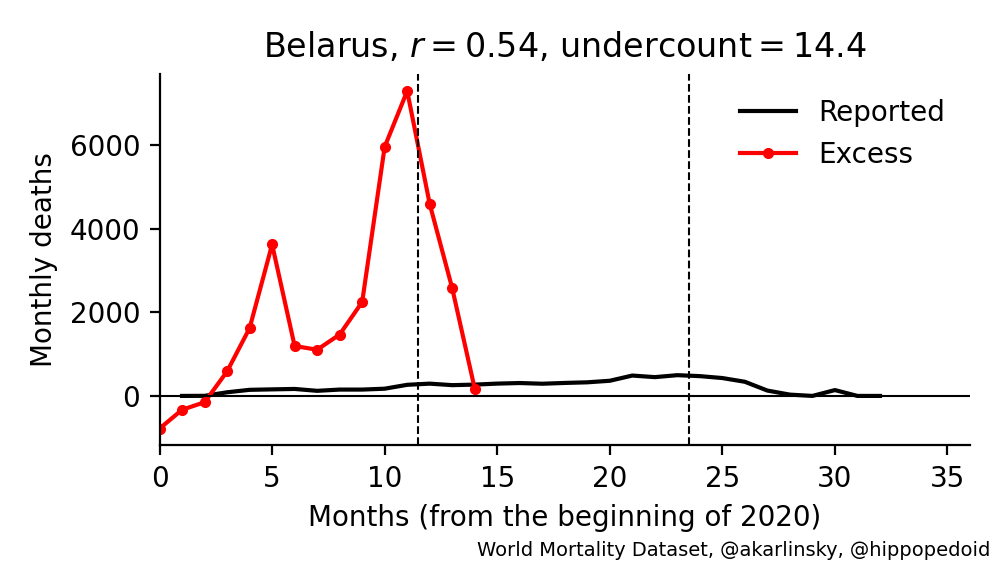 Belarus, r = 0.54, undercount = 14.4
Reported
Excess
Monthly deaths
6000
4000
2000
0
0 5 10 15 20 25 30 35
Months (from the beginning of 2020)
World Mortality Dataset, @akarlinsky, @hippopedoid